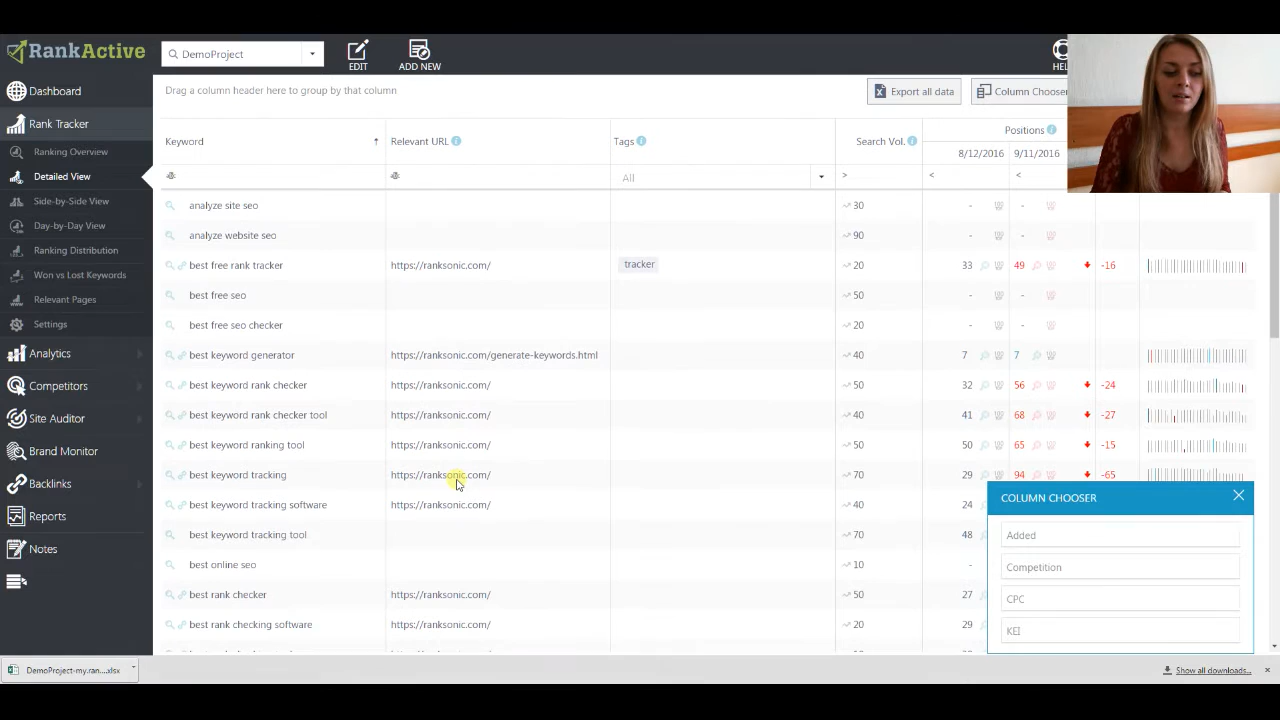 RankActive
DemoProject
EDIT
ADD NEW
HEL
Dashboard
Rank Tracker
Ranking Overview
Detailed View
Side-by-Side View
Day-by-Day View
Ranking Distribution
Won vs Lost Keywords
Relevant Pages
Settings
Analytics
Competitors
Site Auditor
Brand Monitor
Backlinks
Reports
Notes
Drag a column header here to group by that column
Export all data
Column Chooser
Keyword
Relevant URL
Tags
Search Vol.
Positions
8/12/2016
9/11/2016
All
>
<
<
analyze site seo 30 - -
analyze website seo 90 - -
best free rank tracker https://ranksonic.com/ tracker 20 33 49 -16
best free seo 50 - -
best free seo checker 20 - -
best keyword generator https://ranksonic.com/generate-keywords.html 40 7 7
best keyword rank checker https://ranksonic.com/ 50 32 56 -24
best keyword rank checker tool https://ranksonic.com/ 40 41 68 -27
best keyword ranking tool https://ranksonic.com/ 50 50 65 -15
best keyword tracking https://ranksonic.com/ 70 29 94 -65
best keyword tracking software https://ranksonic.com/ 40 24
best keyword tracking tool 70 48
best online seo 10 -
best rank checker https://ranksonic.com/ 50 27
best rank checking software https://ranksonic.com/ 20 29
COLUMN CHOOSER
Added
Competition
CPC
KEI
DemoProject-my.ran....xlsx
Show all downloads...